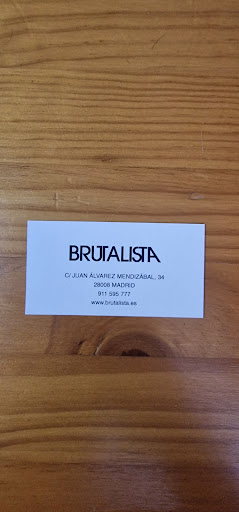 BRUTALISTA
C/ JUAN ÁLVAREZ MENDIZÁBAL, 34
28008 MADRID
911 595 777
www.brutalista.es